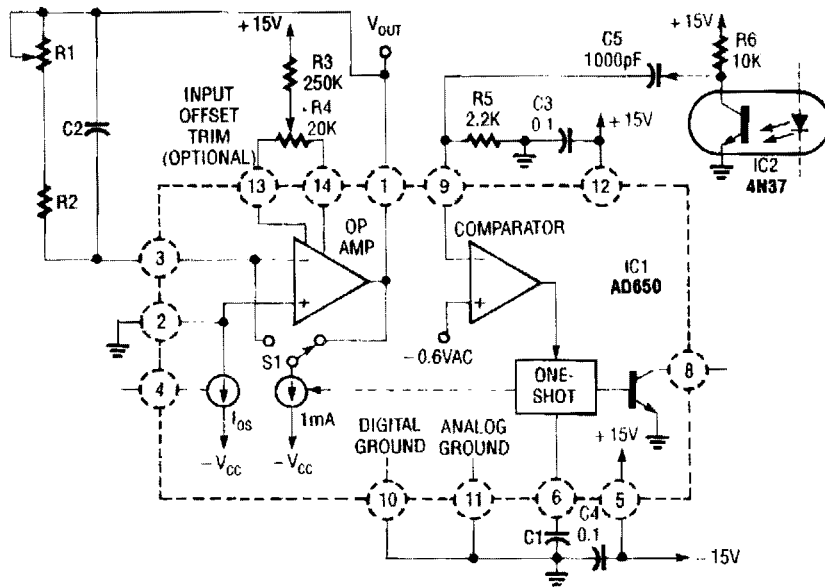 +15V
VOUT
+15V
R1
R3
250K
C5
1000pF
R6
10K
R4
20K
INPUT
OFFSET
TRIM
(OPTIONAL)
R5
2.2K
C3
0.1
+15V
C2
IC2
4N37
13
14
1
9
12
R2
OP
AMP
COMPARATOR
IC1
AD650
3
−
+
−
+
2
S1
−0.6VAC
4
8
ONE-
SHOT
IOS
1mA
DIGITAL
GROUND
ANALOG
GROUND
+15V
−VCC
−VCC
10
11
6
5
C1
C4
0.1
−15V